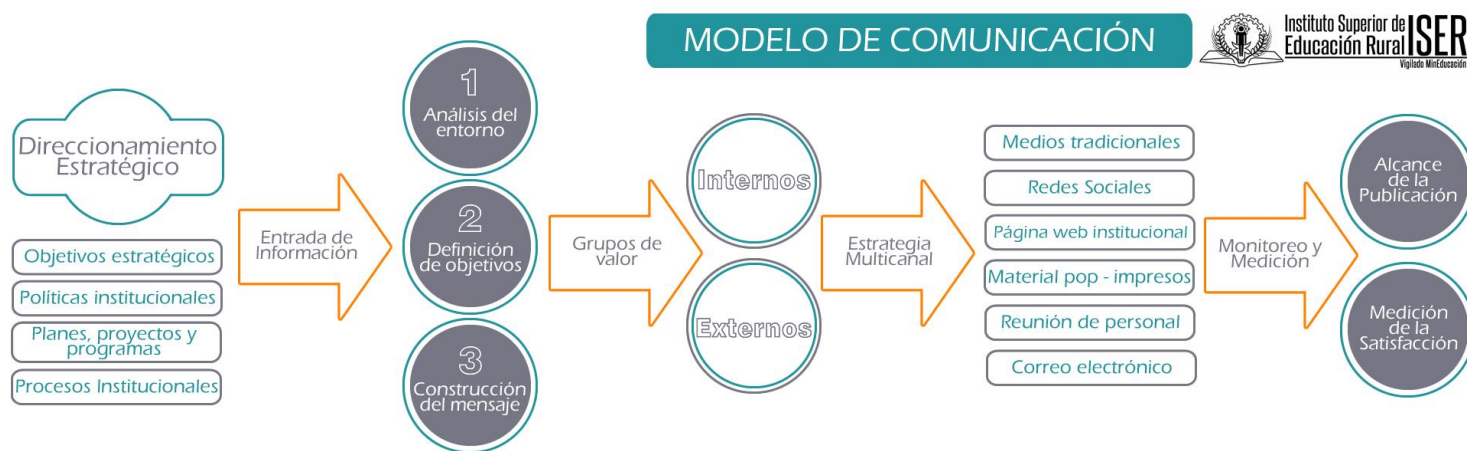 MODELO DE COMUNICACIÓN
Instituto Superior de
Educación Rural
ISER
Vigilado MinEducación
Direccionamiento
Estratégico
Objetivos estratégicos
Políticas institucionales
Planes, proyectos y
programas
Procesos Institucionales
Entrada de
Información
1
Análisis del
entorno
2
Definición
de objetivos
3
Construcción
del mensaje
Grupos de
valor
Internos
Externos
Estrategia
Multicanal
Medios tradicionales
Redes Sociales
Página web institucional
Material pop - impresos
Reunión de personal
Correo electrónico
Monitoreo y
Medición
Alcance
de la
Publicación
Medición
de la
Satisfacción